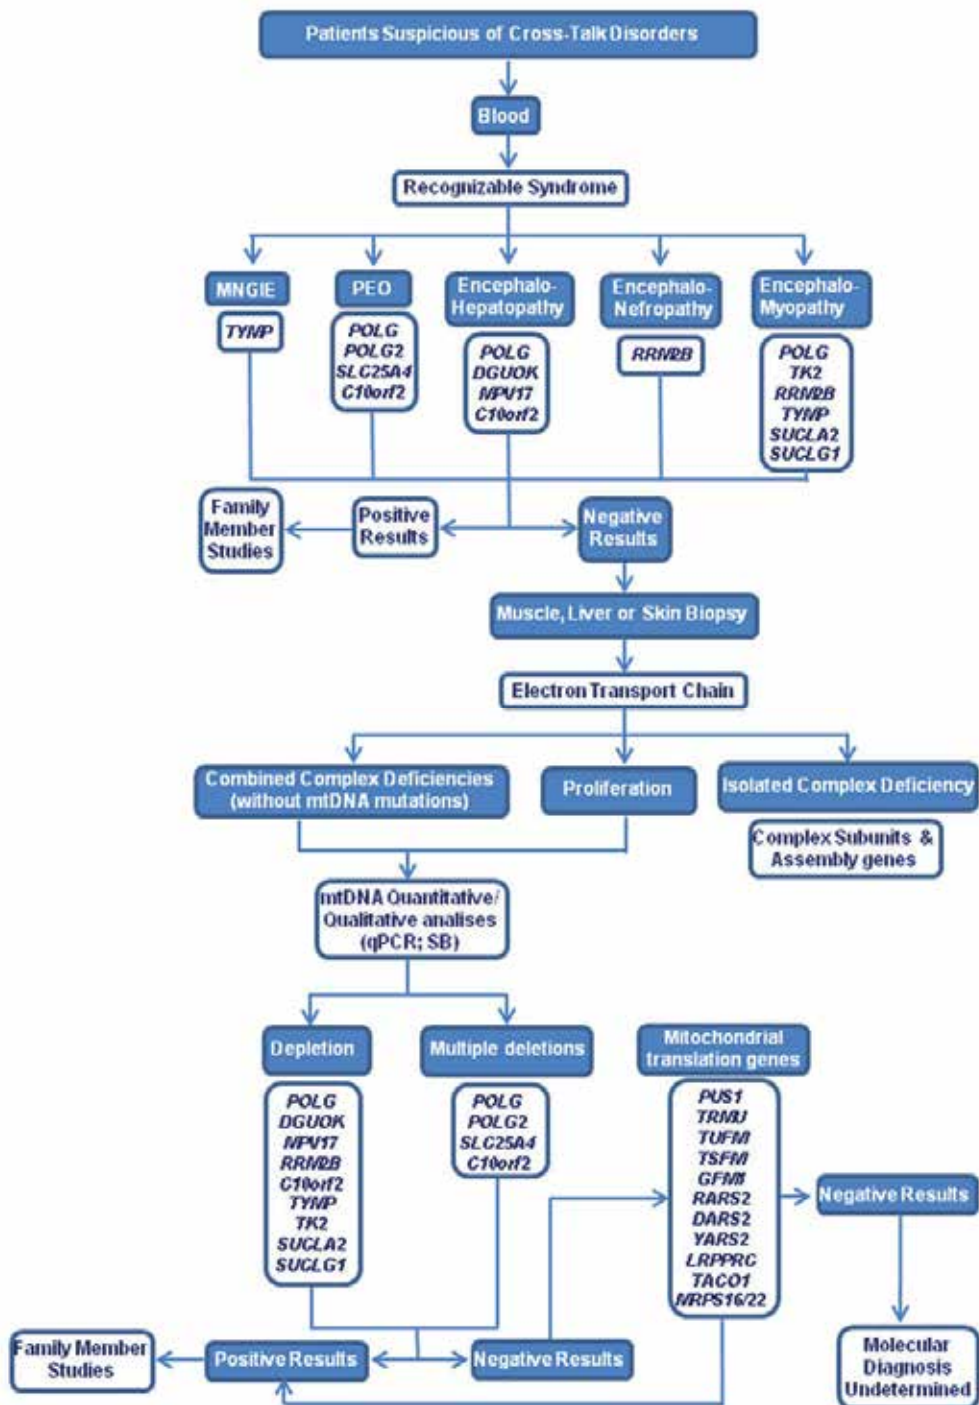 Patients Suspicious of Cross-Talk Disorders
Blood
Recognizable Syndrome
MNGIE
TYMP
PEO
POLG
POLG2
SLC25A4
C10orf2
Encephalo-
Hepatopathy
POLG
DGUOK
MPV17
C10orf2
Encephalo-
Nefropathy
RRM2B
Encephalo-
Myopathy
POLG
TK2
RRM2B
TYMP
SUCLA2
SUCLG1
Family
Member
Studies
Positive
Results
Negative
Results
Muscle, Liver or Skin Biopsy
Electron Transport Chain
Combined Complex Deficiencies
(without mtDNA mutations)
Proliferation
Isolated Complex Deficiency
Complex Subunits &
Assembly genes
mtDNA Quantitative/
Qualitative analises
(qPCR; SB)
Depletion
POLG
DGUOK
MPV17
RRM2B
C10orf2
TYMP
TK2
SUCLA2
SUCLG1
Multiple deletions
POLG
POLG2
SLC25A4
C10orf2
Mitochondrial
translation genes
PUS1
TRMU
TUFM
TSFM
GFM1
RARS2
DARS2
YARS2
LRPPRC
TACO1
MRPS16/22
Negative Results
Molecular
Diagnosis
Undetermined
Family Member
Studies
Positive Results
Negative Results